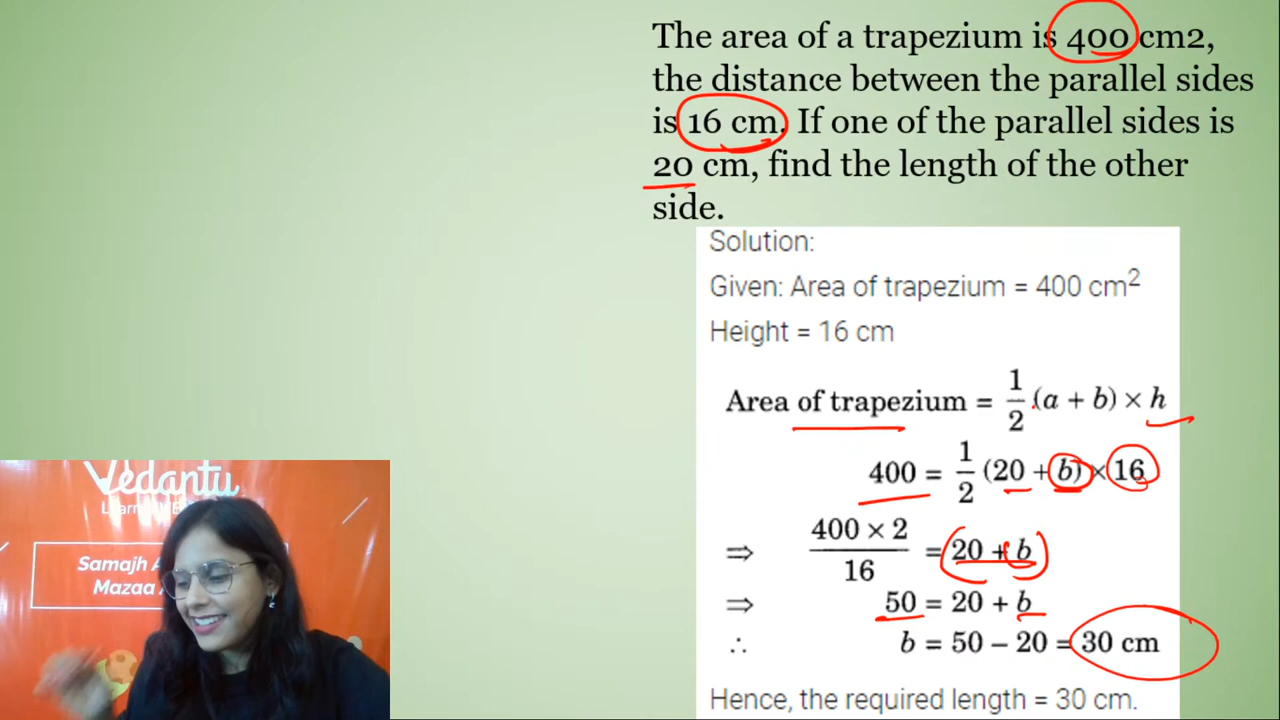 The area of a trapezium is 400 cm2,
the distance between the parallel sides
is 16 cm. If one of the parallel sides is
20 cm, find the length of the other
side.
Solution:
Given: Area of trapezium = 400 cm²
Height = 16 cm
Area of trapezium = 1/2 (a + b) × h
400 = 1/2 (20 + b) × 16
⇒ (400 × 2)/16 = 20 + b
⇒ 50 = 20 + b
∴ b = 50 – 20 = 30 cm
Hence, the required length = 30 cm.
Vedantu
Samajh A
Mazaa